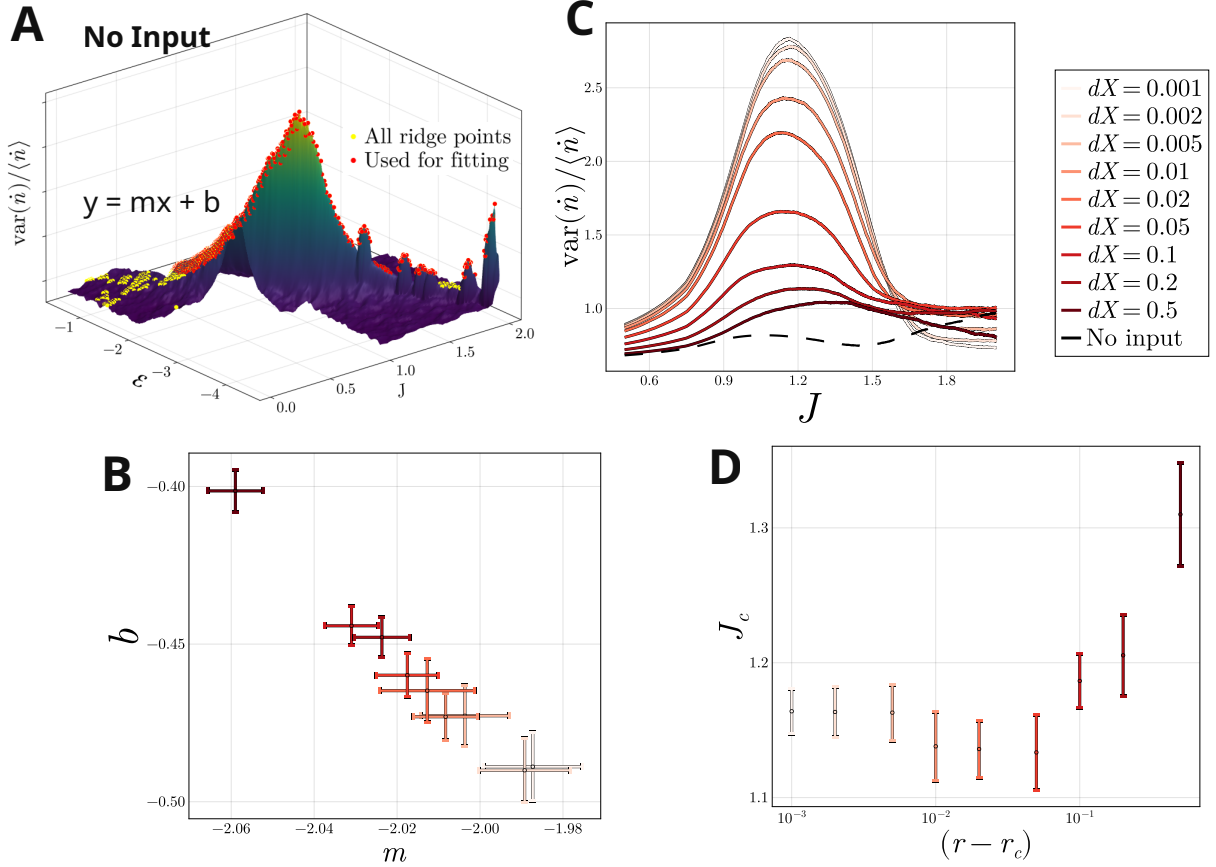 A
No Input
var(ṅ)/⟨ṅ⟩
y = mx + b
All ridge points
Used for fitting
−1
−2
−3
−4
ε
0.0
0.5
1.0
1.5
2.0
J
C
var(ṅ)/⟨ṅ⟩
2.5
2.0
1.5
1.0
0.6
0.9
1.2
1.5
1.8
J
dX = 0.001
dX = 0.002
dX = 0.005
dX = 0.01
dX = 0.02
dX = 0.05
dX = 0.1
dX = 0.2
dX = 0.5
No input
B
b
−0.40
−0.45
−0.50
−2.06
−2.04
−2.02
−2.00
−1.98
m
D
J_c
1.3
1.2
1.1
10⁻³
10⁻²
10⁻¹
(r − r_c)